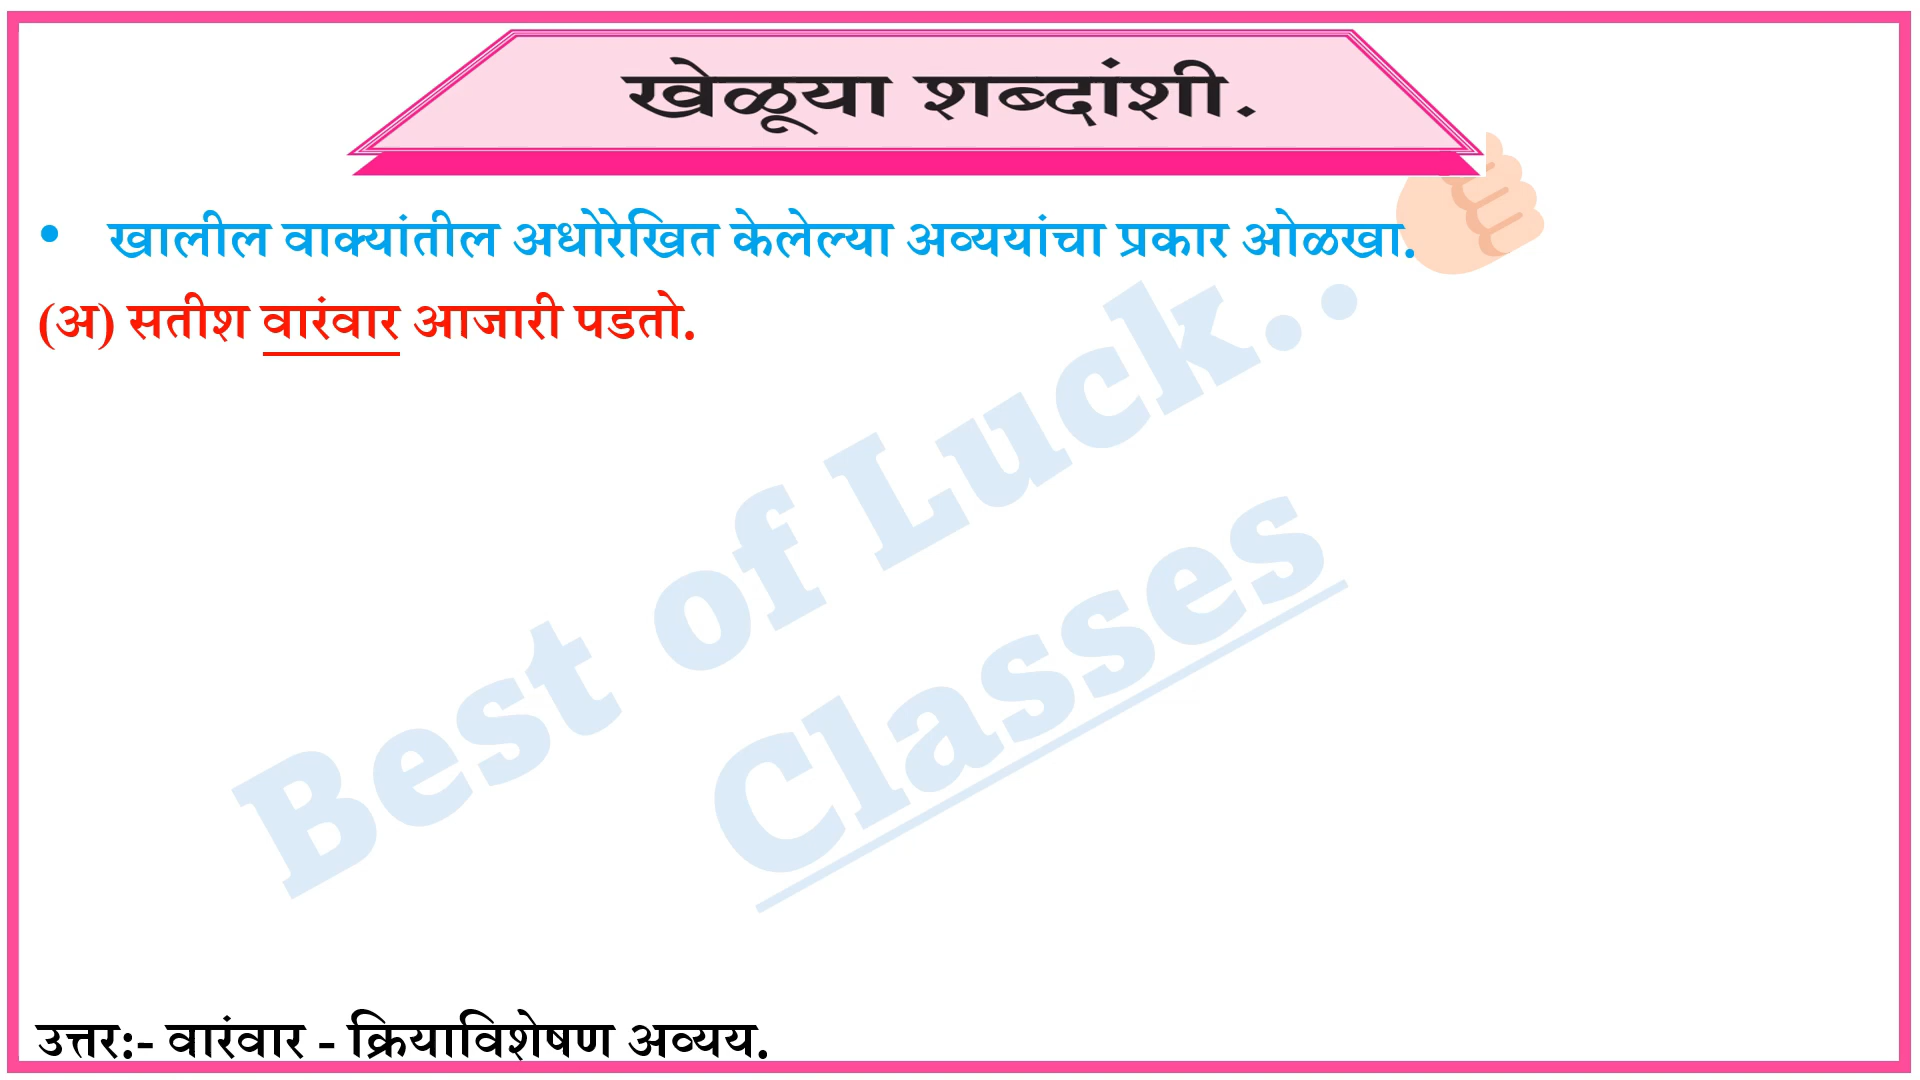 खेळूया शब्दांशी.
• खालील वाक्यांतील अधोरेखित केलेल्या अव्ययांचा प्रकार ओळखा.
(अ) सतीश वारंवार आजारी पडतो.
Best of Luck..
Classes
उत्तर:- वारंवार - क्रियाविशेषण अव्यय.